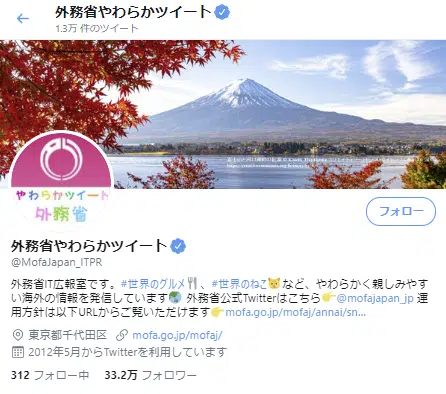 外務省やわらかツイート
1.3万 件のツイート
やわらかツイート
外務省
フォロー
外務省やわらかツイート
@MofaJapan_ITPR
外務省IT広報室です。#世界のグルメ🍴、#世界のねこ🐱など、やわらかく親しみやす
い海外の情報を発信しています🌏 外務省公式Twitterはこちら👉@mofajapan_jp 運
用方針は以下URLからご覧いただけます👉mofa.go.jp/mofaj/annai/sn...
東京都千代田区 mofa.go.jp/mofaj/
2012年5月からTwitterを利用しています
312 フォロー中 33.2万 フォロワー